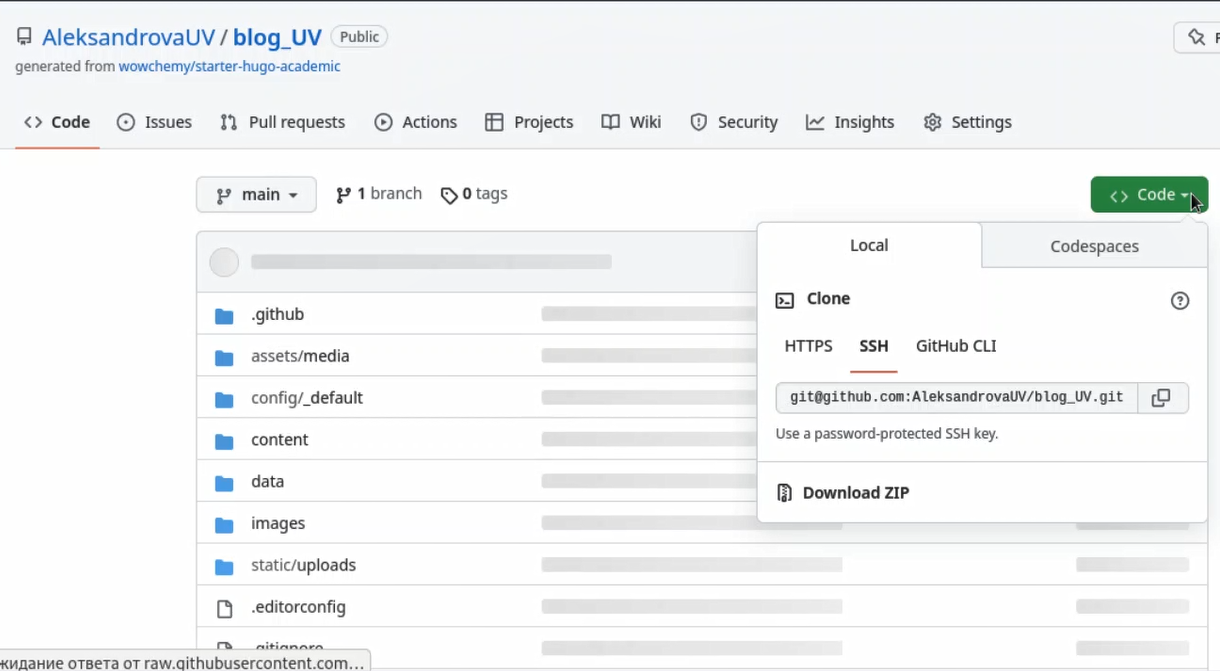 AleksandrovaUV / blog_UV Public
generated from wowchemy/starter-hugo-academic
Code Issues Pull requests Actions Projects Wiki Security Insights Settings
main 1 branch 0 tags Code
Local Codespaces
.github
Clone
assets/media
HTTPS SSH GitHub CLI
config/_default
git@github.com:AleksandrovaUV/blog_UV.git
content
Use a password-protected SSH key.
data
Download ZIP
images
static/uploads
.editorconfig
.gitignore
жидание ответа от raw.githubusercontent.com...